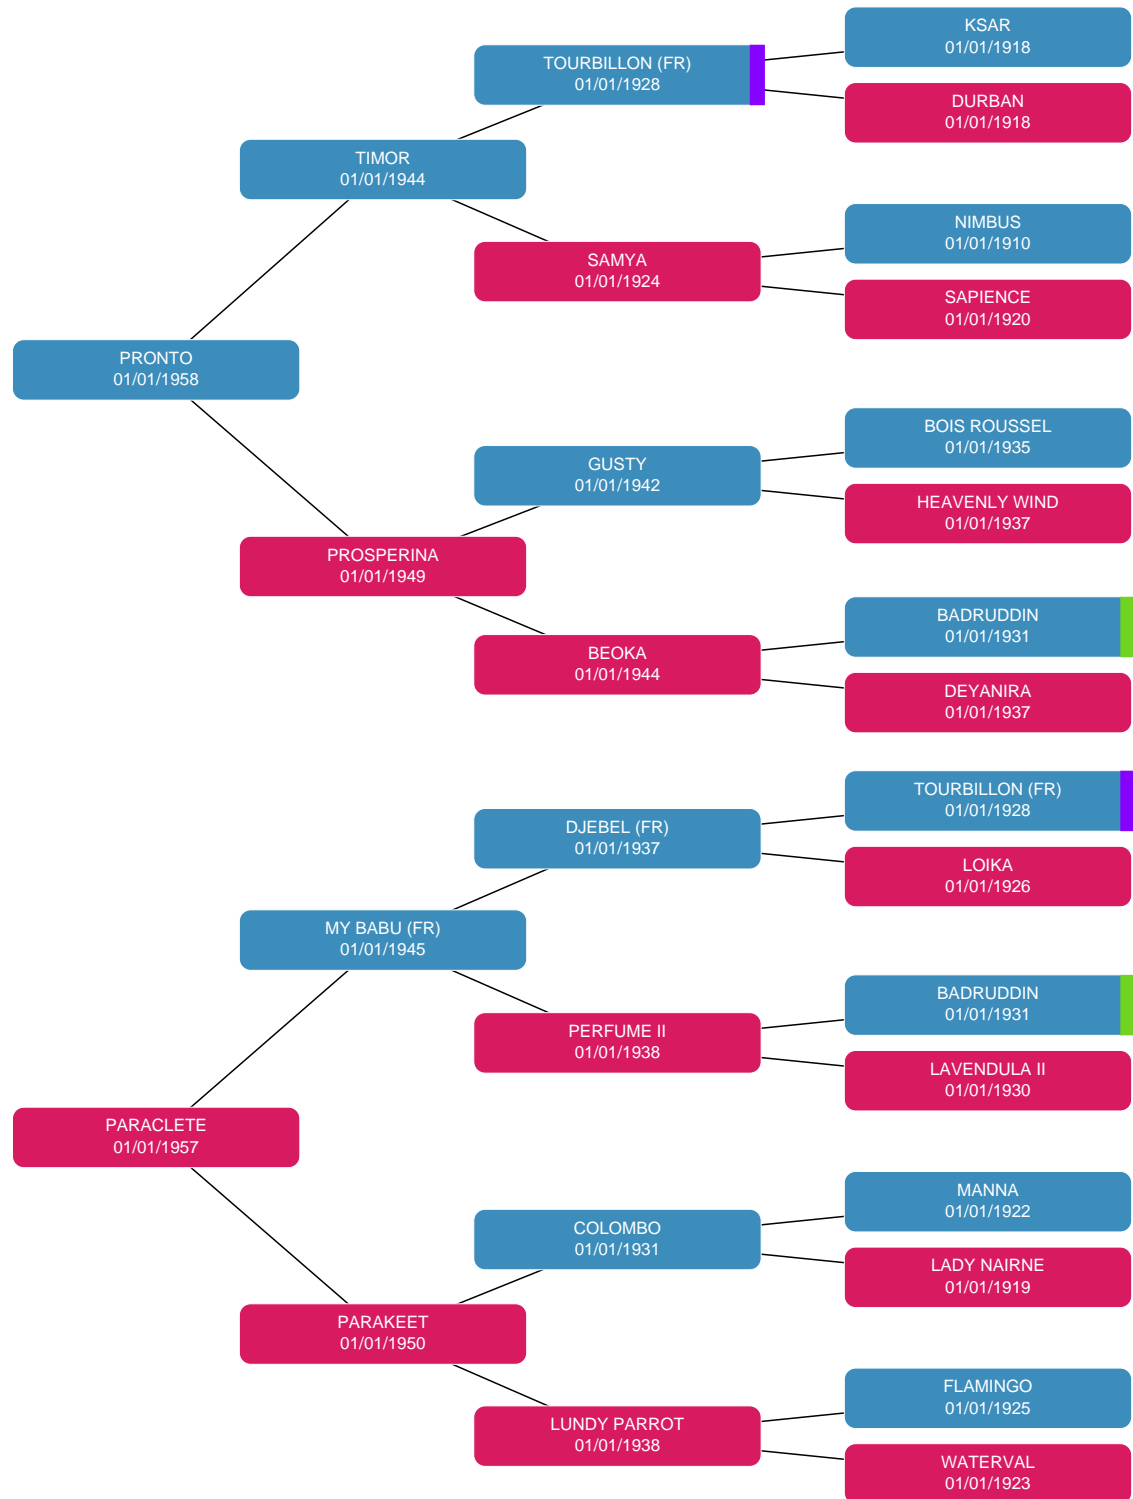 KSAR
01/01/1918
TOURBILLON (FR)
01/01/1928
DURBAN
01/01/1918
TIMOR
01/01/1944
NIMBUS
01/01/1910
SAMYA
01/01/1924
SAPIENCE
01/01/1920
PRONTO
01/01/1958
BOIS ROUSSEL
01/01/1935
GUSTY
01/01/1942
HEAVENLY WIND
01/01/1937
PROSPERINA
01/01/1949
BADRUDDIN
01/01/1931
BEOKA
01/01/1944
DEYANIRA
01/01/1937
TOURBILLON (FR)
01/01/1928
DJEBEL (FR)
01/01/1937
LOIKA
01/01/1926
MY BABU (FR)
01/01/1945
BADRUDDIN
01/01/1931
PERFUME II
01/01/1938
LAVENDULA II
01/01/1930
PARACLETE
01/01/1957
MANNA
01/01/1922
COLOMBO
01/01/1931
LADY NAIRNE
01/01/1919
PARAKEET
01/01/1950
FLAMINGO
01/01/1925
LUNDY PARROT
01/01/1938
WATERVAL
01/01/1923